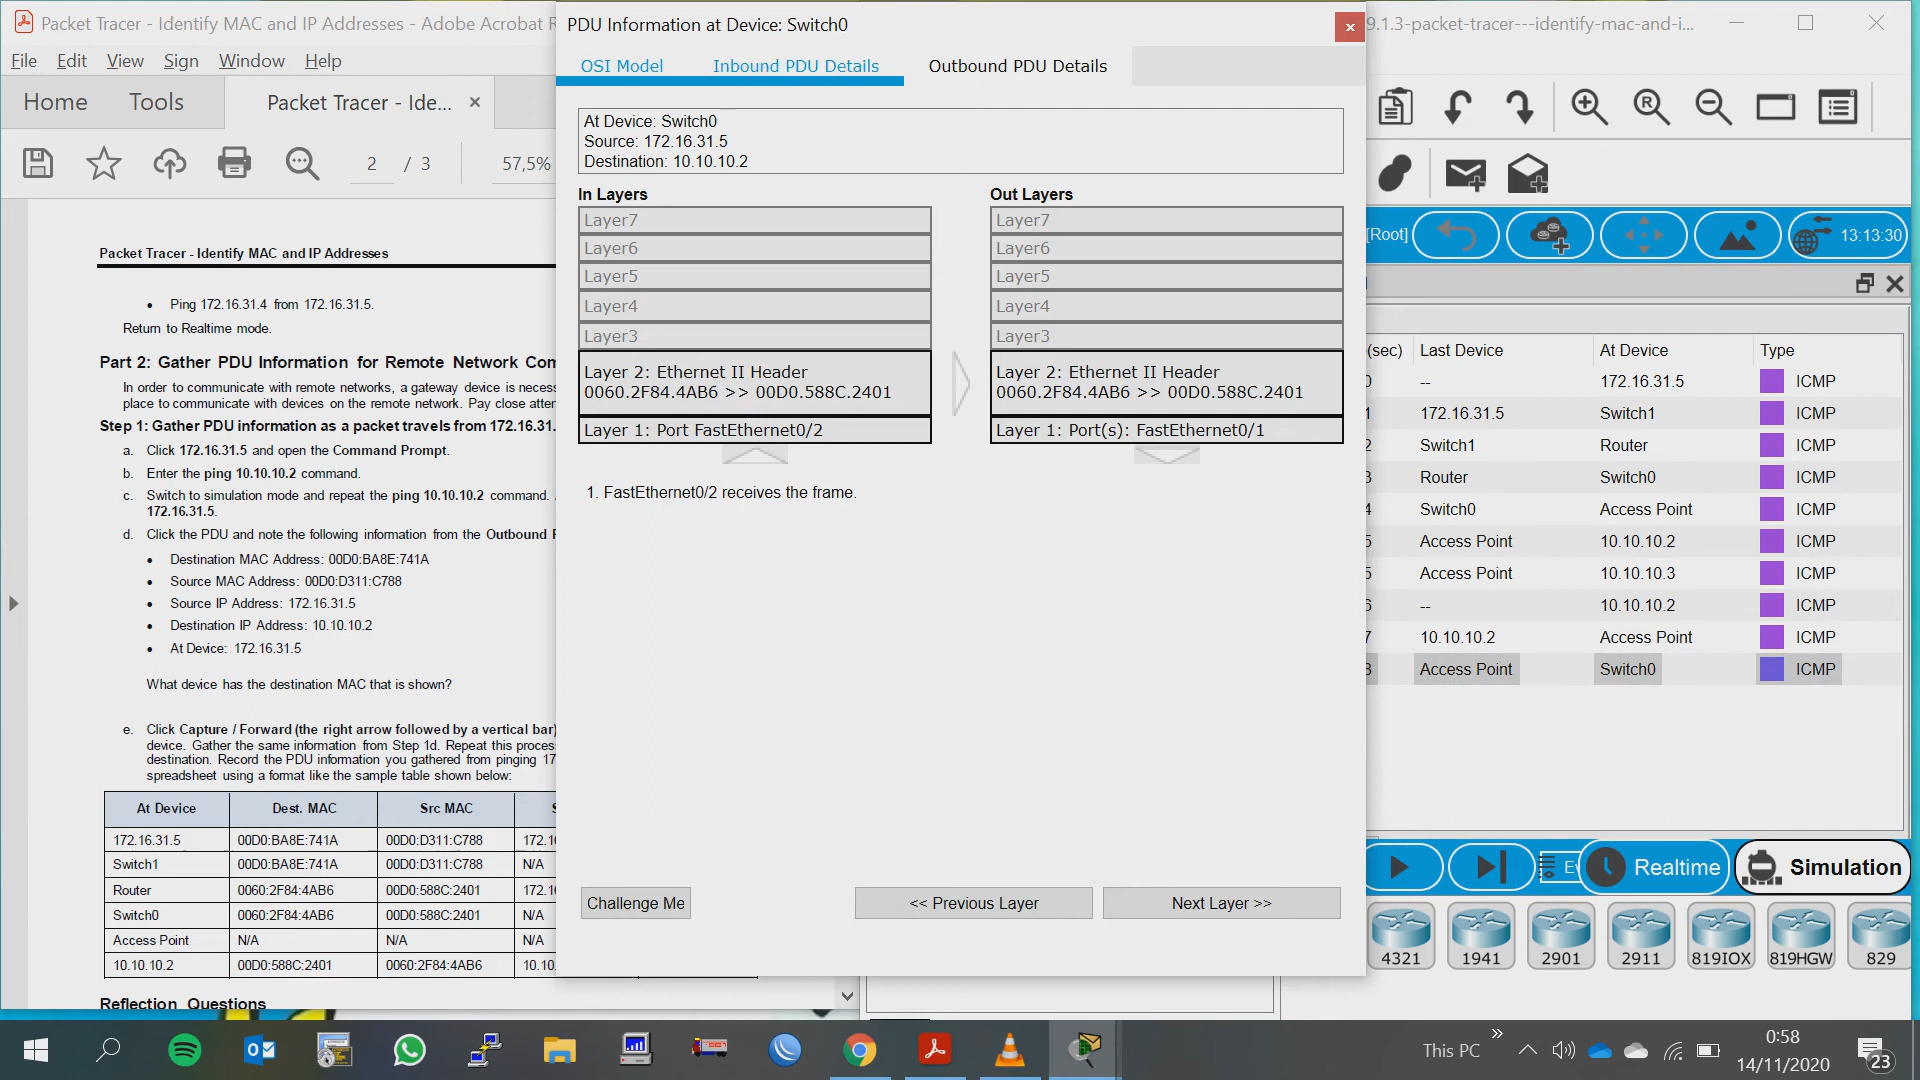 Packet Tracer - Identify MAC and IP Addresses - Adobe Acrobat R
File Edit View Sign Window Help
Home Tools Packet Tracer - Ide... ×
2 / 3 57,5%
Packet Tracer - Identify MAC and IP Addresses
• Ping 172.16.31.4 from 172.16.31.5.
Return to Realtime mode.
Part 2: Gather PDU Information for Remote Network Com
In order to communicate with remote networks, a gateway device is neces
place to communicate with devices on the remote network. Pay close atten
Step 1: Gather PDU information as a packet travels from 172.16.31.
a. Click 172.16.31.5 and open the Command Prompt.
b. Enter the ping 10.10.10.2 command.
c. Switch to simulation mode and repeat the ping 10.10.10.2 command.
172.16.31.5.
d. Click the PDU and note the following information from the Outbound P
• Destination MAC Address: 00D0:BA8E:741A
• Source MAC Address: 00D0:D311:C788
• Source IP Address: 172.16.31.5
• Destination IP Address: 10.10.10.2
• At Device: 172.16.31.5
What device has the destination MAC that is shown?
e. Click Capture / Forward (the right arrow followed by a vertical bar)
device. Gather the same information from Step 1d. Repeat this proces
destination. Record the PDU information you gathered from pinging 17
spreadsheet using a format like the sample table shown below:
At Device Dest. MAC Src MAC S
172.16.31.5 00D0:BA8E:741A 00D0:D311:C788 172.1
Switch1 00D0:BA8E:741A 00D0:D311:C788 N/A
Router 0060:2F84:4AB6 00D0:588C:2401 172.1
Switch0 0060:2F84:4AB6 00D0:588C:2401 N/A
Access Point N/A N/A N/A
10.10.10.2 00D0:588C:2401 0060:2F84:4AB6 10.10
Reflection Questions
PDU Information at Device: Switch0
OSI Model Inbound PDU Details Outbound PDU Details
At Device: Switch0
Source: 172.16.31.5
Destination: 10.10.10.2
In Layers
Layer7
Layer6
Layer5
Layer4
Layer3
Layer 2: Ethernet II Header
0060.2F84.4AB6 >> 00D0.588C.2401
Layer 1: Port FastEthernet0/2
Out Layers
Layer7
Layer6
Layer5
Layer4
Layer3
Layer 2: Ethernet II Header
0060.2F84.4AB6 >> 00D0.588C.2401
Layer 1: Port(s): FastEthernet0/1
1. FastEthernet0/2 receives the frame.
Challenge Me << Previous Layer Next Layer >>
9.1.3-packet-tracer---identify-mac-and-i...
[Root] 13:13:30
(sec) Last Device At Device Type
-- 172.16.31.5 ICMP
1 172.16.31.5 Switch1 ICMP
2 Switch1 Router ICMP
3 Router Switch0 ICMP
4 Switch0 Access Point ICMP
5 Access Point 10.10.10.2 ICMP
5 Access Point 10.10.10.3 ICMP
6 -- 10.10.10.2 ICMP
7 10.10.10.2 Access Point ICMP
Access Point Switch0 ICMP
Realtime Simulation
4321 1941 2901 2911 819IOX 819HGW 829
This PC
0:58
14/11/2020
23